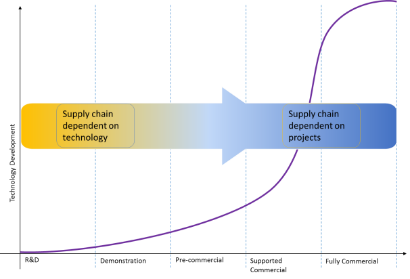 Supply chain
dependent on
technology
Supply chain
dependent on
projects
Technology Development
R&D
Demonstration
Pre-commercial
Supported
Commercial
Fully Commercial